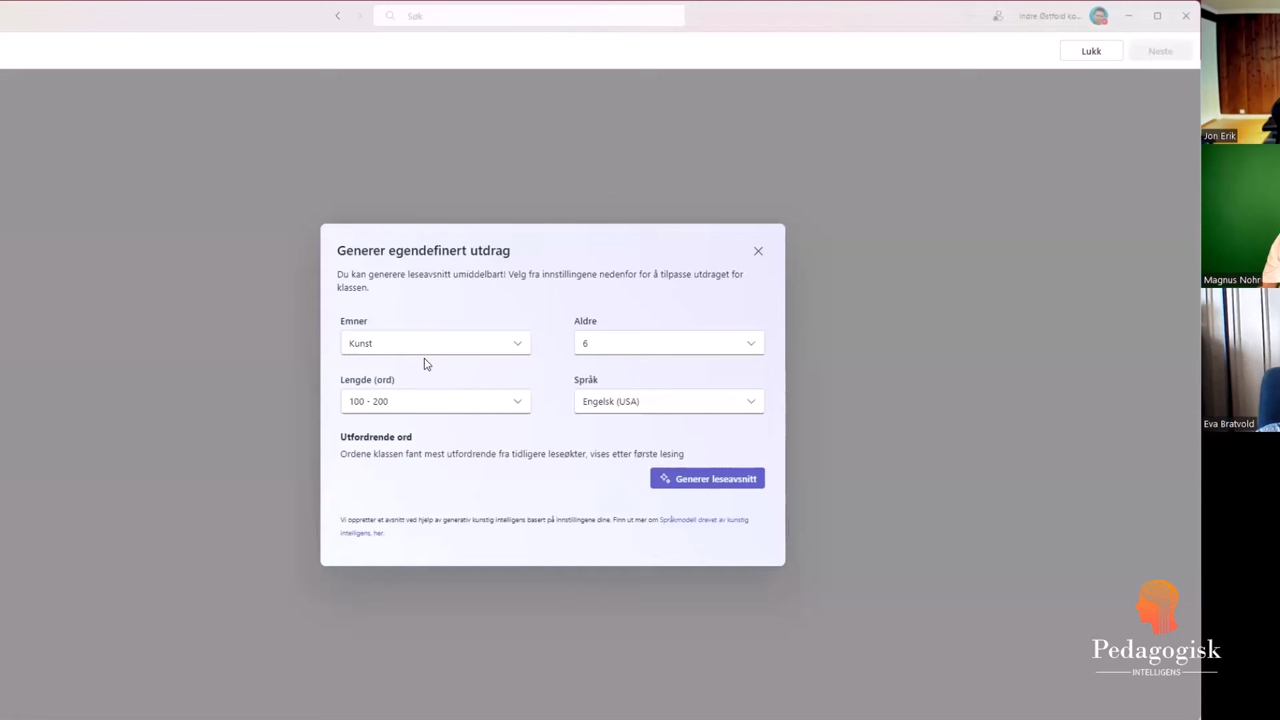 Søk
Indre Østfold ko...
Lukk
Neste
Jon Erik
Generer egendefinert utdrag
Du kan generere leseavsnitt umiddelbart! Velg fra innstillingene nedenfor for å tilpasse utdraget for
klassen.
Emner
Aldre
Kunst
6
Magnus Nohr
Lengde (ord)
Språk
100 - 200
Engelsk (USA)
Eva Bratvold
Utfordrende ord
Ordene klassen fant mest utfordrende fra tidligere leseøkter, vises etter første lesing
Generer leseavsnitt
Vi oppretter et avsnitt ved hjelp av generativ kunstig intelligens basert på innstillingene dine. Finn ut mer om Språkmodell drevet av kunstig
intelligens, her.
Pedagogisk
INTELLIGENS